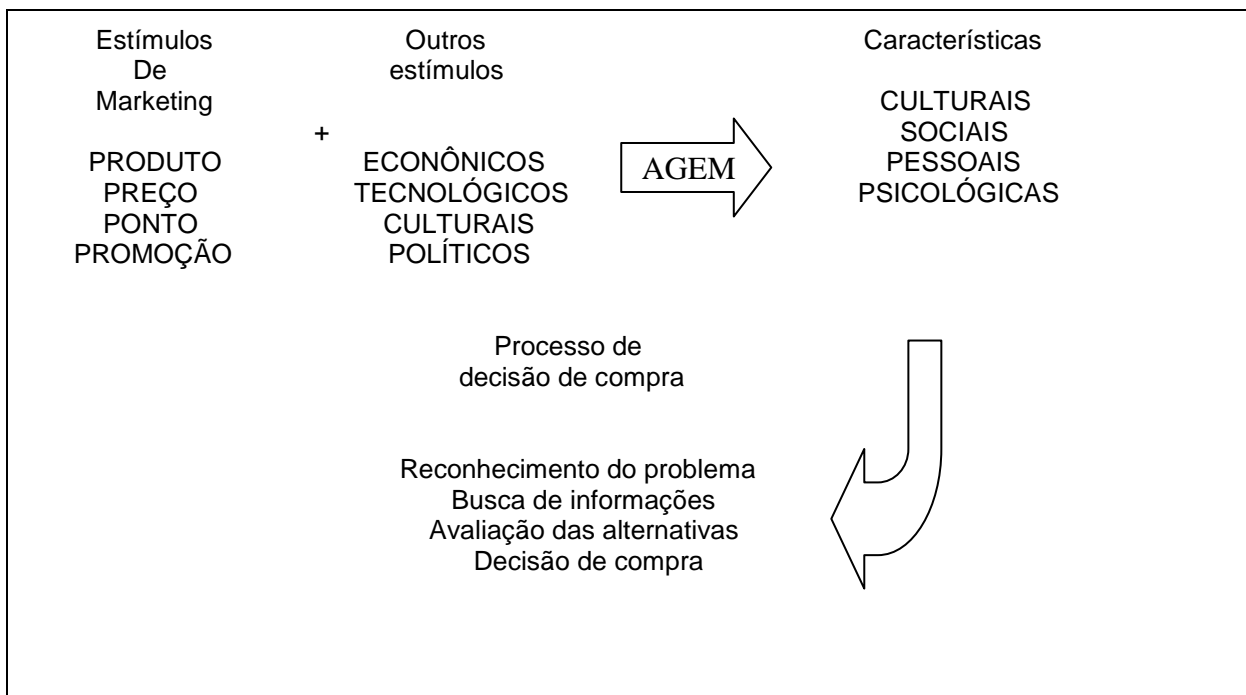 Estímulos
De
Marketing
PRODUTO
PREÇO
PONTO
PROMOÇÃO
+
Outros
estímulos
ECONÔNICOS
TECNOLÓGICOS
CULTURAIS
POLÍTICOS
AGEM
Características
CULTURAIS
SOCIAIS
PESSOAIS
PSICOLÓGICAS
Processo de
decisão de compra
Reconhecimento do problema
Busca de informações
Avaliação das alternativas
Decisão de compra